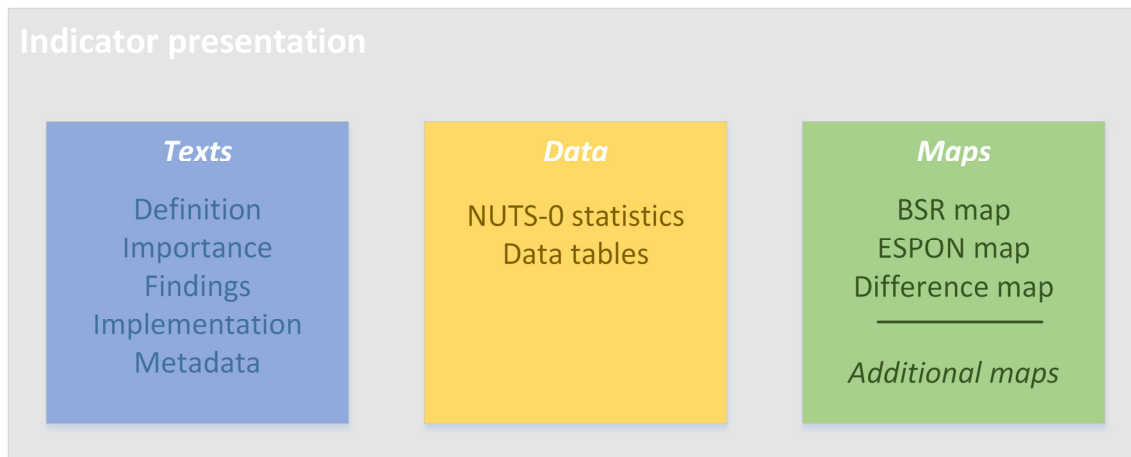 Indicator presentation
Texts
Definition
Importance
Findings
Implementation
Metadata
Data
NUTS-0 statistics
Data tables
Maps
BSR map
ESPON map
Difference map
Additional maps